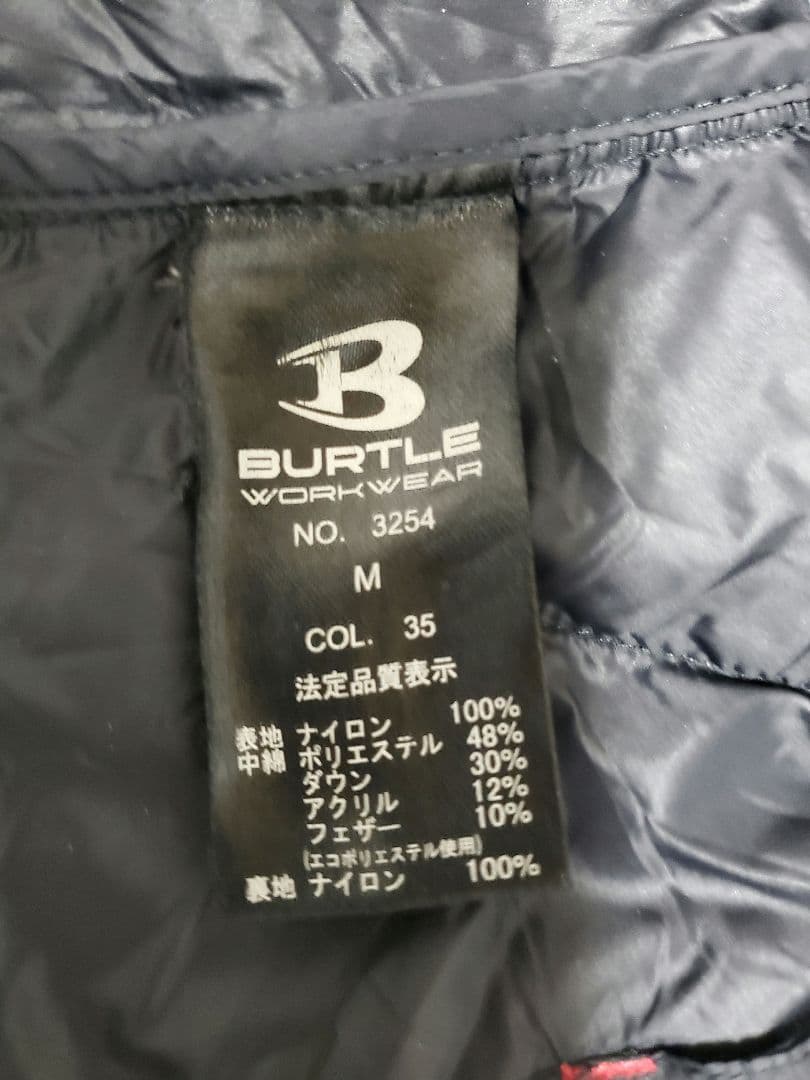 B
BURTLE
WORKWEAR
NO. 3254
M
COL. 35
法定品質表示
表地 ナイロン 100%
中綿 ポリエステル 48%
ダウン 30%
アクリル 12%
フェザー 10%
(エコポリエステル使用)
裏地 ナイロン 100%